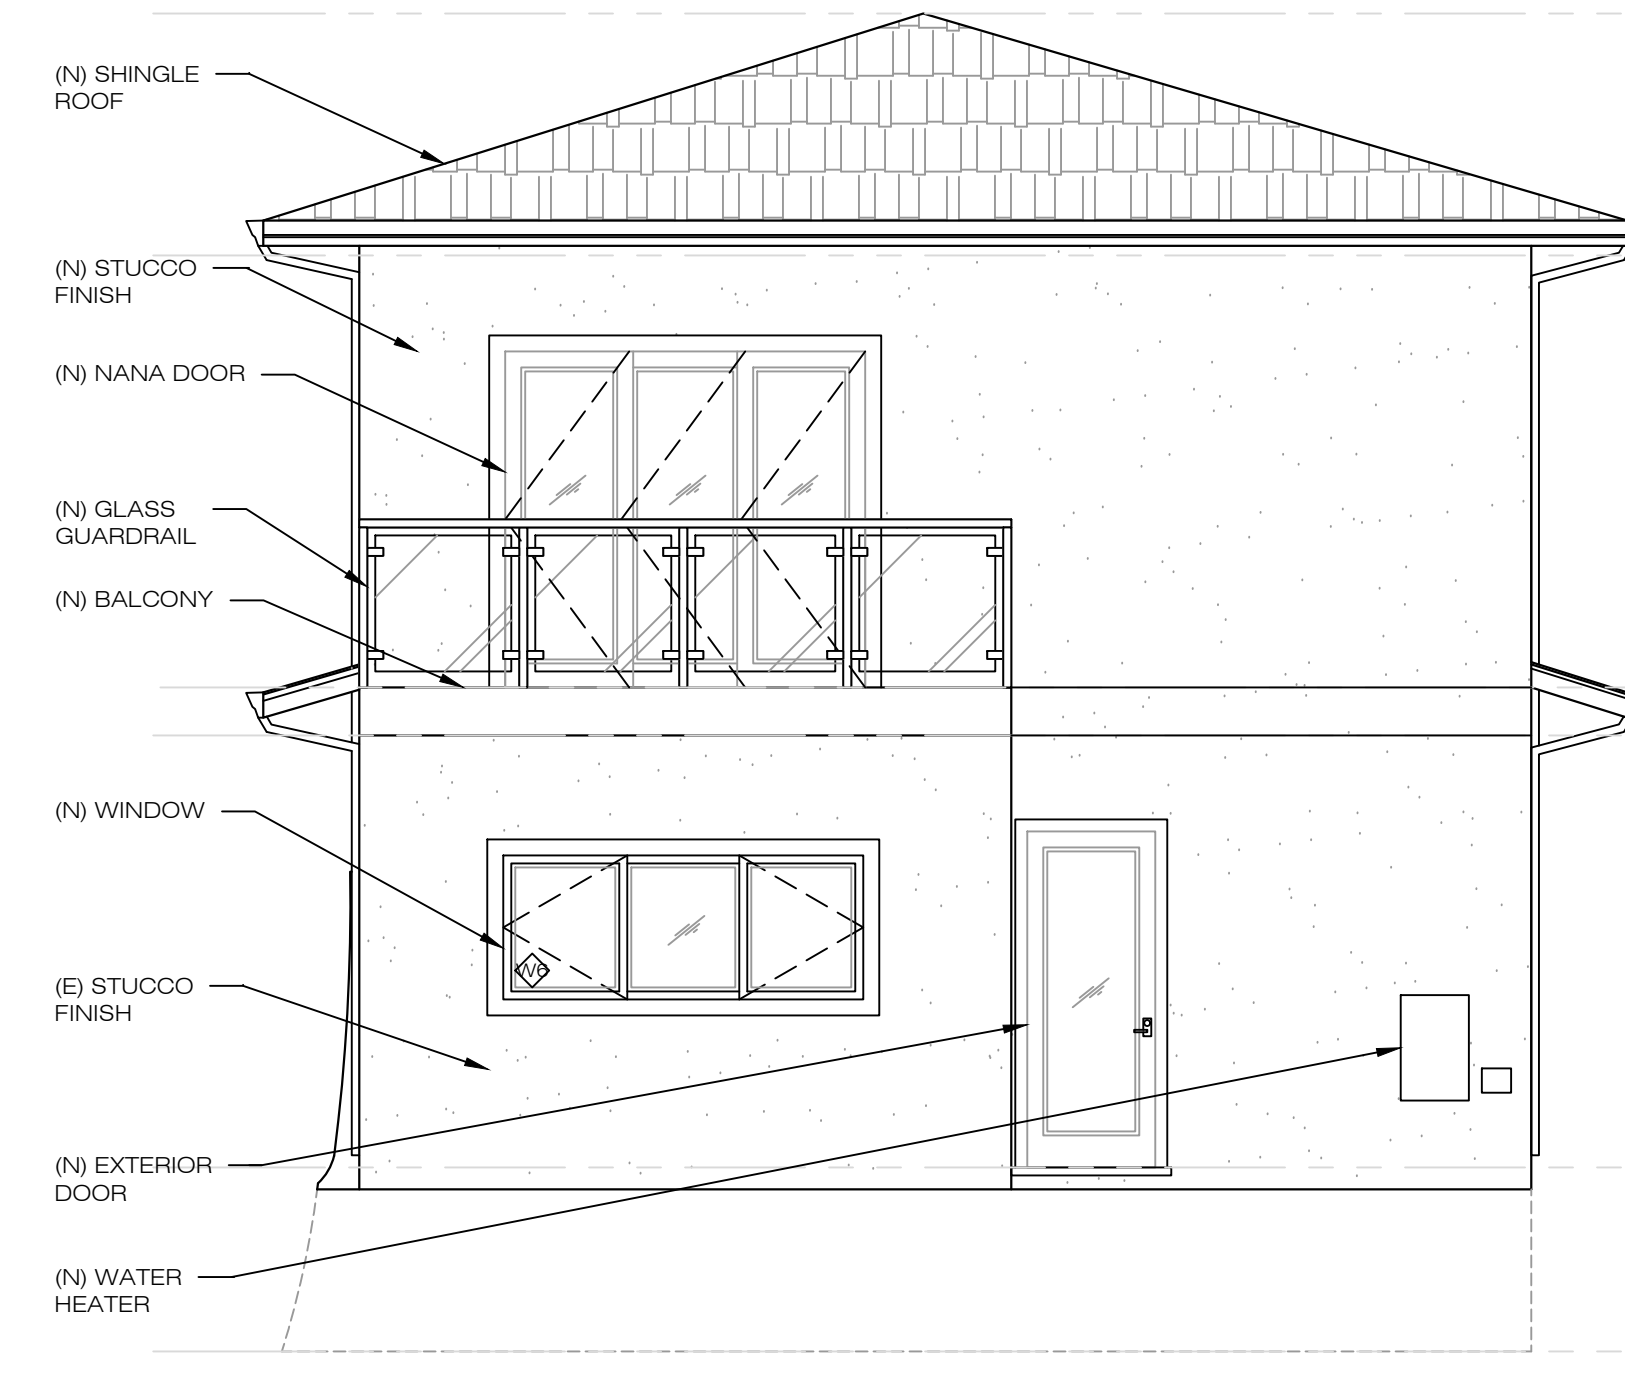 (N) SHINGLE
ROOF
(N) STUCCO
FINISH
(N) NANA DOOR
(N) GLASS
GUARDRAIL
(N) BALCONY
(N) WINDOW
W6
(E) STUCCO
FINISH
(N) EXTERIOR
DOOR
(N) WATER
HEATER